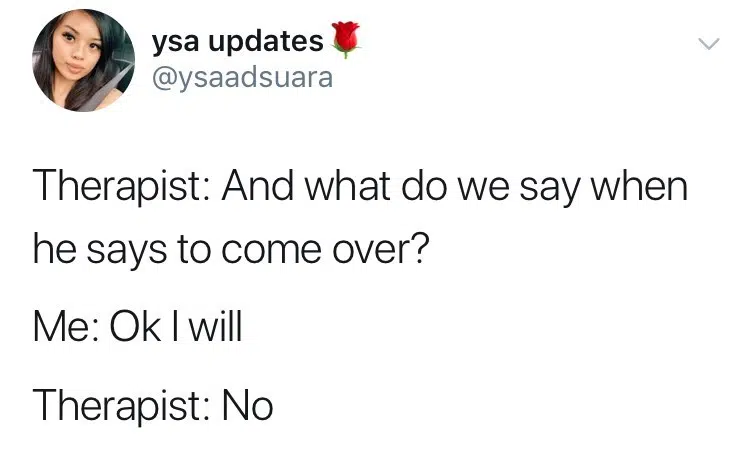 ysa updates🌹
@ysaadsuara
Therapist: And what do we say when
he says to come over?
Me: Ok I will
Therapist: No